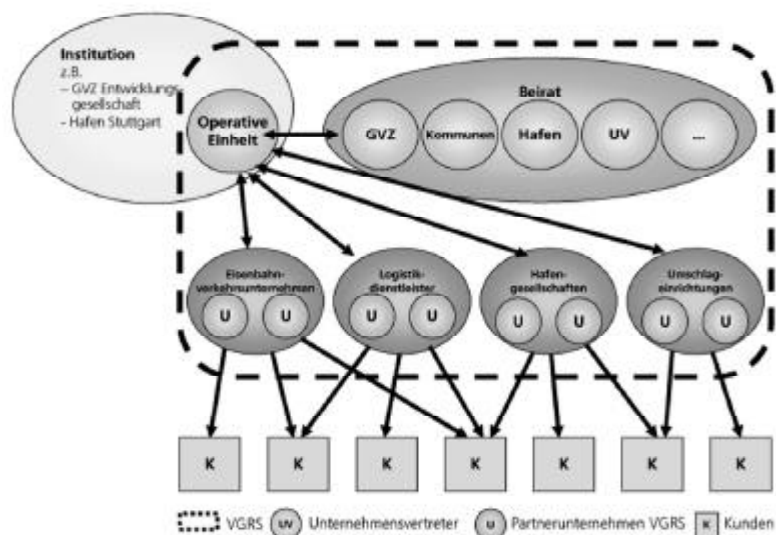 Institution
z.B.
– GVZ Entwicklungs
gesellschaft
- Hafen Stuttgart
Operative
Einheit
Beirat
GVZ
Kommunen
Hafen
UV
...
Eisenbahn-
verkehrsunternehmen
U
U
Logistik-
dienstleister
U
U
Hafen-
gesellschaften
U
U
Umschlag-
einrichtungen
U
U
K
K
K
K
K
K
K
VGRS
UV Unternehmensvertreter
U Partnerunternehmen VGRS
K Kunden